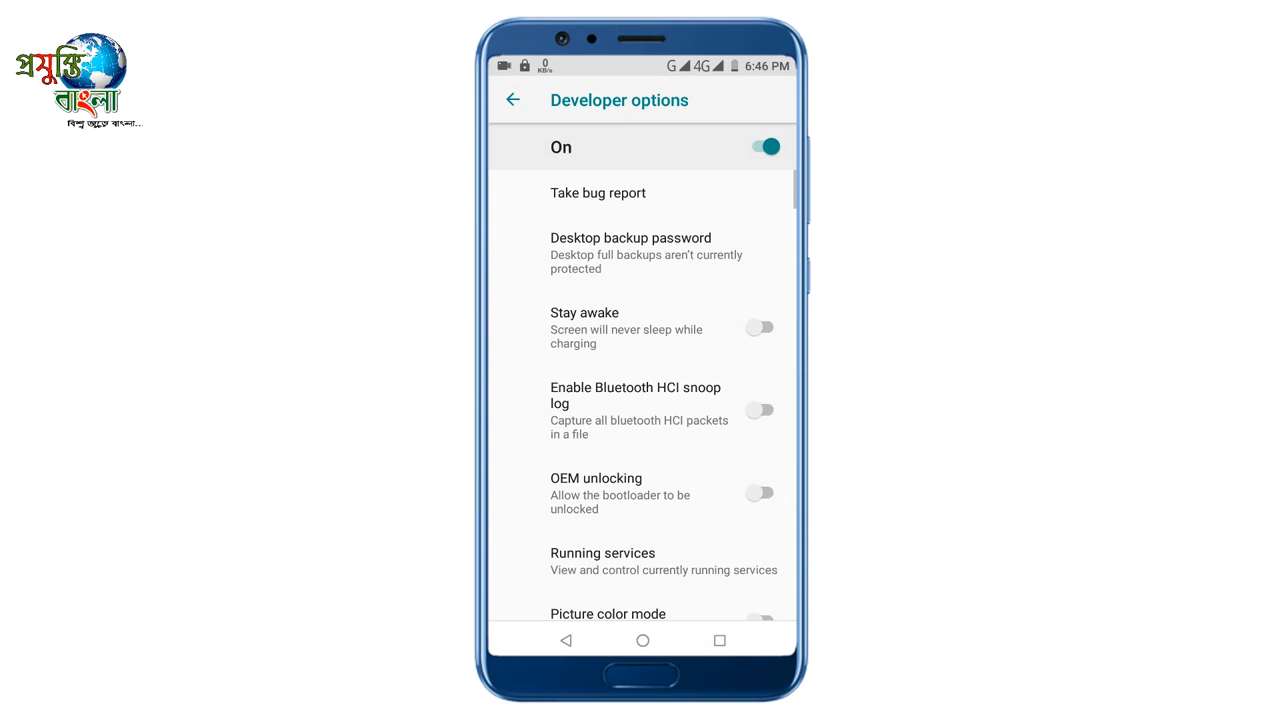 প্রযুক্তি
বাংলা
বিশ্ব জুড়ে বাংলা...
0
KB/s
G 4G 6:46 PM
Developer options
On
Take bug report
Desktop backup password
Desktop full backups aren't currently
protected
Stay awake
Screen will never sleep while
charging
Enable Bluetooth HCI snoop
log
Capture all bluetooth HCI packets
in a file
OEM unlocking
Allow the bootloader to be
unlocked
Running services
View and control currently running services
Picture color mode